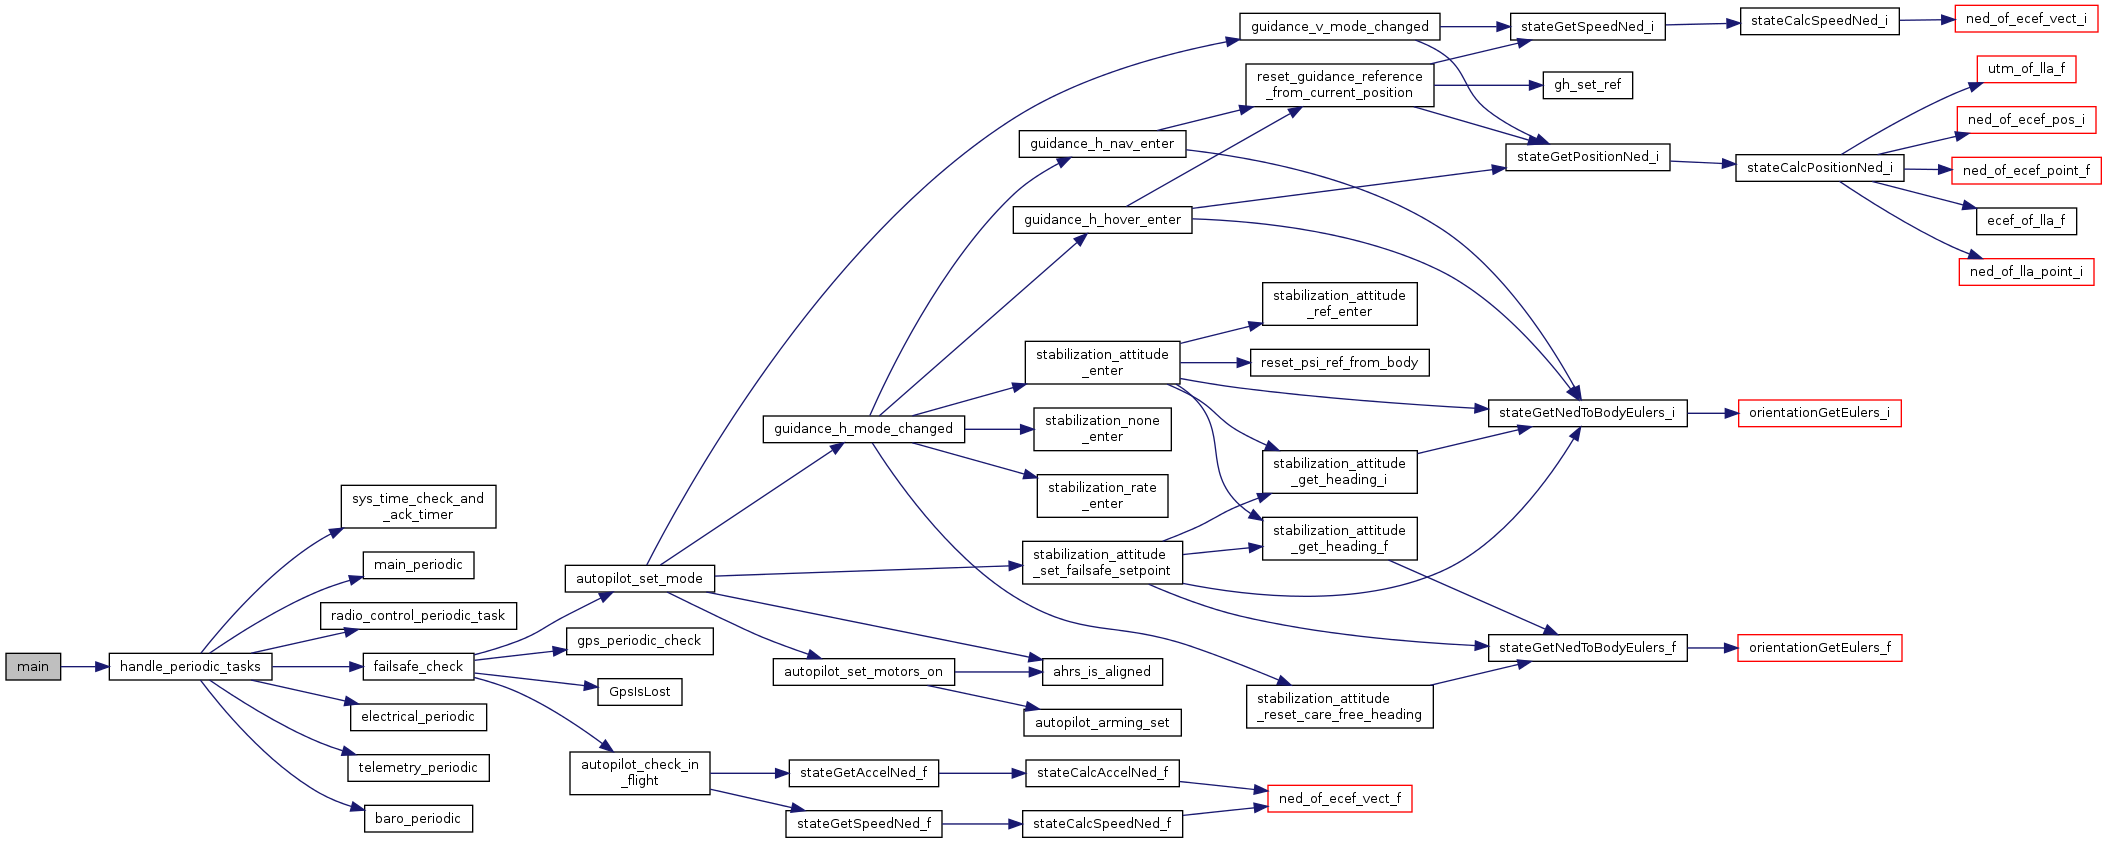 main
handle_periodic_tasks
sys_time_check_and
_ack_timer
main_periodic
radio_control_periodic_task
failsafe_check
electrical_periodic
telemetry_periodic
baro_periodic
autopilot_set_mode
gps_periodic_check
GpsIsLost
autopilot_check_in
_flight
guidance_h_mode_changed
autopilot_set_motors_on
stateGetAccelNed_f
stateGetSpeedNed_f
guidance_h_nav_enter
guidance_h_hover_enter
stabilization_attitude
_enter
stabilization_none
_enter
stabilization_rate
_enter
stabilization_attitude
_set_failsafe_setpoint
ahrs_is_aligned
autopilot_arming_set
stateCalcAccelNed_f
stateCalcSpeedNed_f
guidance_v_mode_changed
reset_guidance_reference
_from_current_position
stabilization_attitude
_ref_enter
reset_psi_ref_from_body
stabilization_attitude
_get_heading_i
stabilization_attitude
_get_heading_f
stabilization_attitude
_reset_care_free_heading
ned_of_ecef_vect_f
stateGetSpeedNed_i
gh_set_ref
stateGetPositionNed_i
stateGetNedToBodyEulers_i
stateGetNedToBodyEulers_f
stateCalcSpeedNed_i
stateCalcPositionNed_i
orientationGetEulers_i
orientationGetEulers_f
ned_of_ecef_vect_i
utm_of_lla_f
ned_of_ecef_pos_i
ned_of_ecef_point_f
ecef_of_lla_f
ned_of_lla_point_i